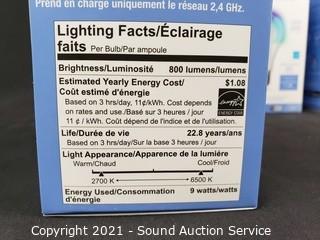 Prend en charge uniquement le réseau 2,4 GHz.
Lighting Facts/Éclairage
faits Per Bulb/Par ampoule
Brightness/Luminosité 800 lumens/lumens
Estimated Yearly Energy Cost/ $1.08
Coût estimé d'énergie
Based on 3 hrs/day, 11¢/kWh. Cost depends
on rates and use./Basé sur 3 heures / jour
11 ¢ / kWh. Coût dépend de l'indice et de l'utilisation.
ENERGY STAR
Life/Durée de vie 22.8 years/ans
Based on 3 hrs/day/Sur la base 3 heures / jour
Light Appearance/Apparence de la lumière
Warm/Chaud Cool/Froid
2700 K 6500 K
Energy Used/Consommation 9 watts/watts
d'énergie
Copyright 2021 - Sound Auction Service